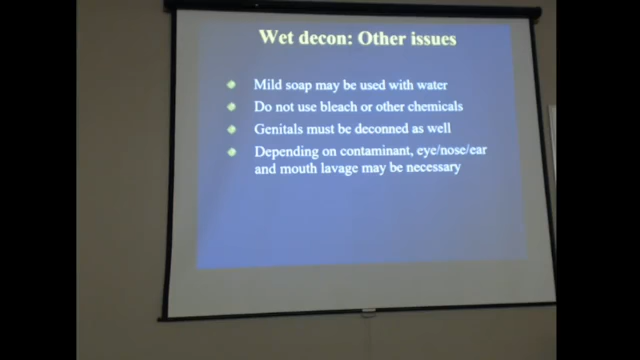 Wet decon: Other issues
Mild soap may be used with water
Do not use bleach or other chemicals
Genitals must be deconned as well
Depending on contaminant, eye/nose/ear
and mouth lavage may be necessary